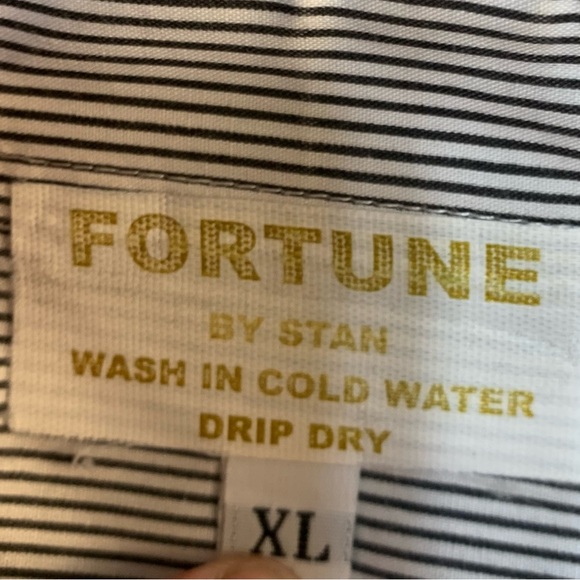 FORTUNE
BY STAN
WASH IN COLD WATER
DRIP DRY
XL